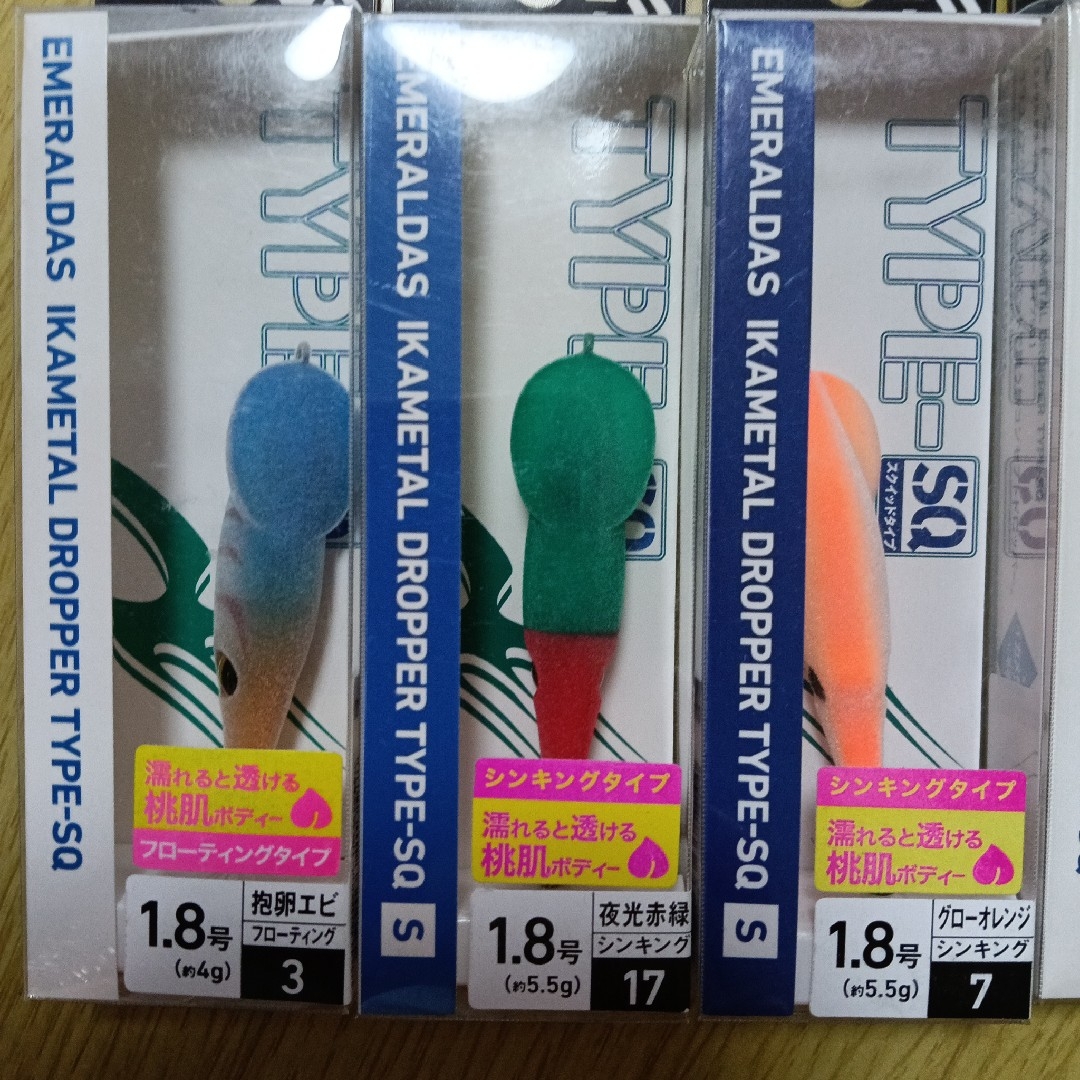 EMERALDAS IKAMETAL DROPPER TYPE-SQ
TYPE
濡れると透ける
桃肌ボディー
フローティングタイプ
1.8号
(約4g)
抱卵エビ
フローティング
3
EMERALDAS IKAMETAL DROPPER TYPE-SQ S
TYPE-
SQ
シンキングタイプ
濡れると透ける
桃肌ボディー
1.8号
(約5.5g)
夜光赤緑
シンキング
17
EMERALDAS IKAMETAL DROPPER TYPE-SQ S
TYPE-
SQ
スクイッドタイプ
シンキングタイプ
濡れると透ける
桃肌ボディー
1.8号
(約5.5g)
グローオレンジ
シンキング
7